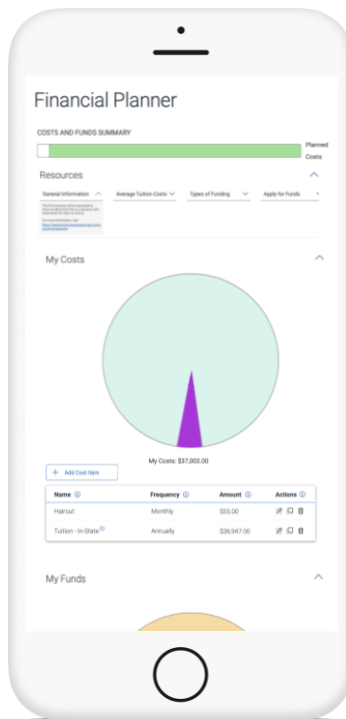 Financial Planner
COSTS AND FUNDS SUMMARY
Planned
Costs
Resources
General Information
Average Tuition Costs
Types of Funding
Apply for Funds
My Costs
My Costs: $37,002.00
+ Add Cost Item
Name Frequency Amount Actions
Haircut Monthly $55.00
Tuition - In-State Annually $36,947.00
My Funds